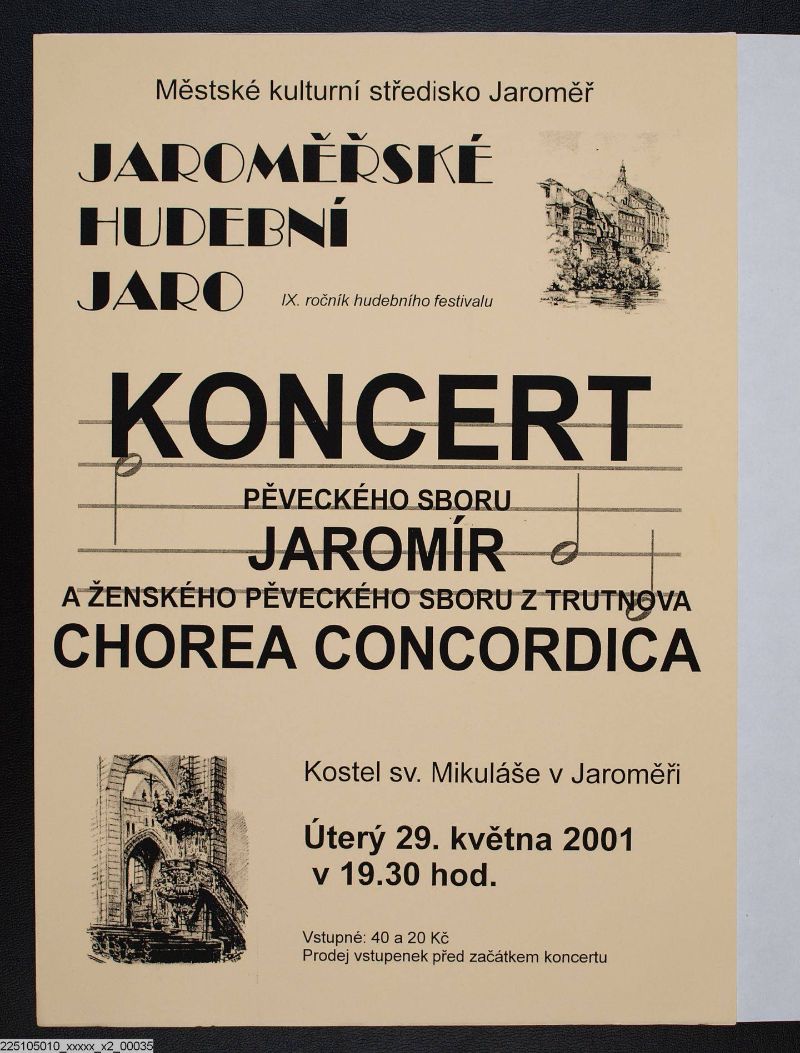 Městské kulturní středisko Jaroměř
JAROMĚŘSKÉ
HUDEBNÍ
JARO
IX. ročník hudebního festivalu
KONCERT
PĚVECKÉHO SBORU
JAROMÍR
A ŽENSKÉHO PĚVECKÉHO SBORU Z TRUTNOVA
CHOREA CONCORDICA
Kostel sv. Mikuláše v Jaroměři
Úterý 29. května 2001
v 19.30 hod.
Vstupné: 40 a 20 Kč
Prodej vstupenek před začátkem koncertu
225105010_xxxxx_x2_00035